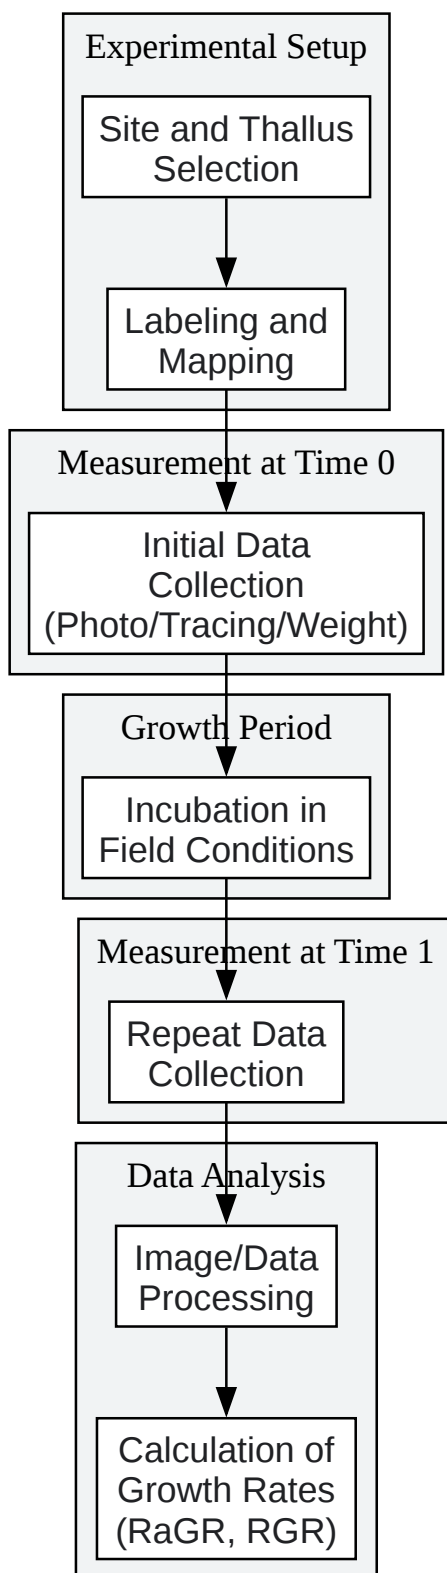 Experimental Setup
Site and Thallus
Selection
Labeling and
Mapping
Measurement at Time 0
Initial Data
Collection
(Photo/Tracing/Weight)
Growth Period
Incubation in
Field Conditions
Measurement at Time 1
Repeat Data
Collection
Data Analysis
Image/Data
Processing
Calculation of
Growth Rates
(RaGR, RGR)